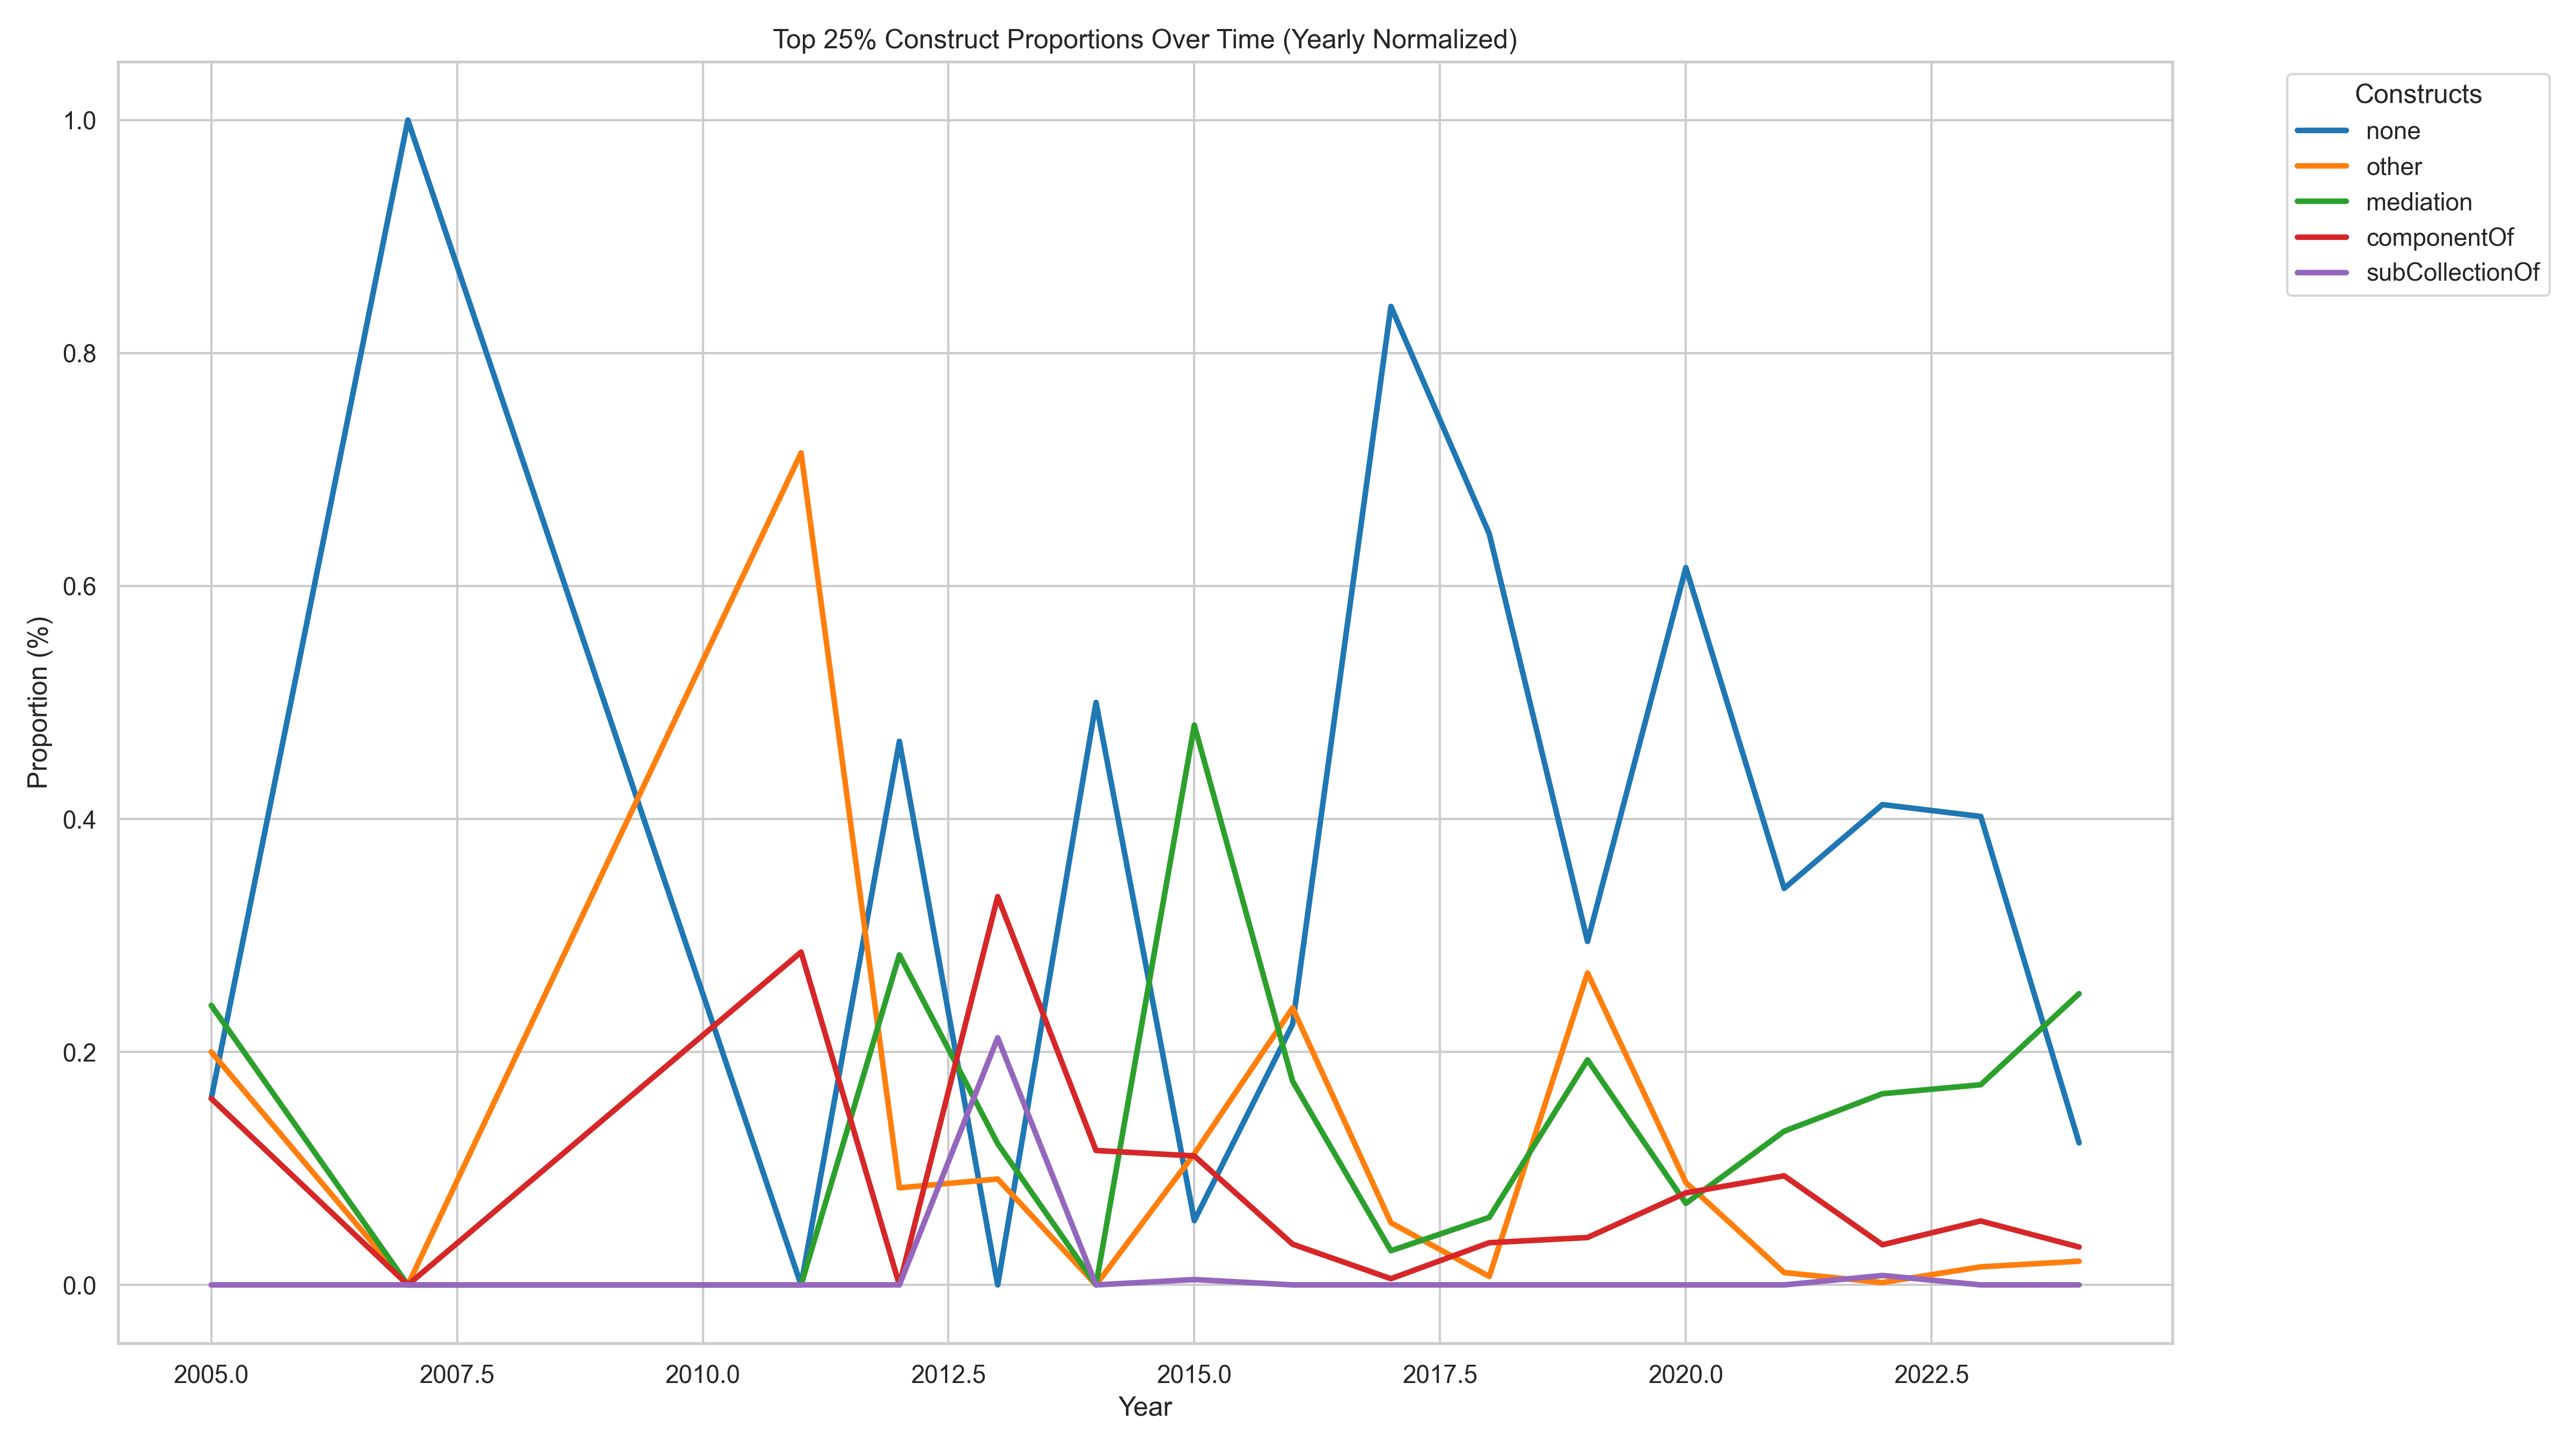 Top 25% Construct Proportions Over Time (Yearly Normalized)
Constructs
none
other
mediation
componentOf
subCollectionOf
Proportion (%)
1.0
0.8
0.6
0.4
0.2
0.0
2005.0 2007.5 2010.0 2012.5 2015.0 2017.5 2020.0 2022.5
Year